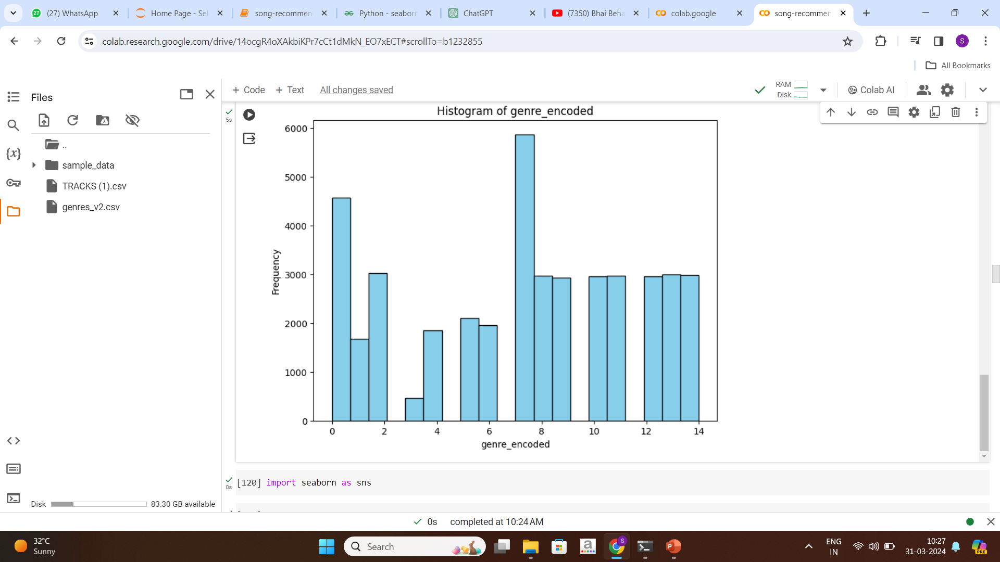 27 (27) WhatsApp
Home Page - Sel
song-recommen
Python - seaborn
ChatGPT
(7350) Bhai Beha
colab.google
song-recommen
colab.research.google.com/drive/14ocgR4oXAkbiKPr7cCt1dMkN_EO7xECT#scrollTo=b1232855
S
All Bookmarks
Files
+ Code + Text All changes saved
RAM
Disk
Colab AI
{x}
..
sample_data
TRACKS (1).csv
genres_v2.csv
Disk 83.30 GB available
5s
Histogram of genre_encoded
6000
5000
4000
3000
2000
1000
0
Frequency
0 2 4 6 8 10 12 14
genre_encoded
0s
[120] import seaborn as sns
0s completed at 10:24 AM
32°C
Sunny
Search
a
S
P
ENG
IN
10:27
31-03-2024
PRE